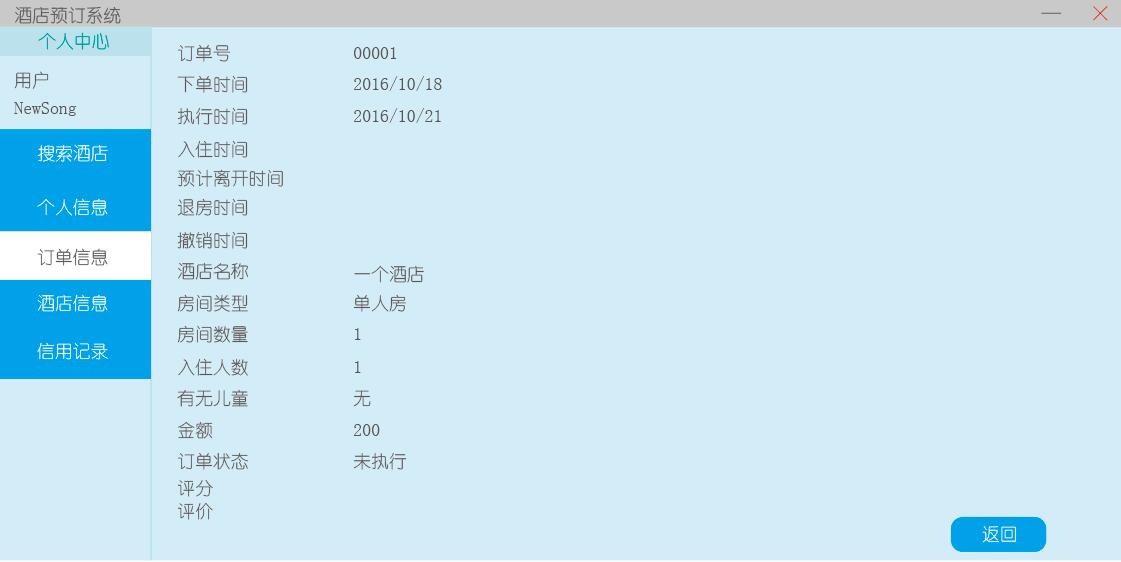 酒店预订系统
个人中心
用户
NewSong
搜索酒店
个人信息
订单信息
酒店信息
信用记录
订单号 00001
下单时间 2016/10/18
执行时间 2016/10/21
入住时间
预计离开时间
退房时间
撤销时间
酒店名称 一个酒店
房间类型 单人房
房间数量 1
入住人数 1
有无儿童 无
金额 200
订单状态 未执行
评分
评价
返回